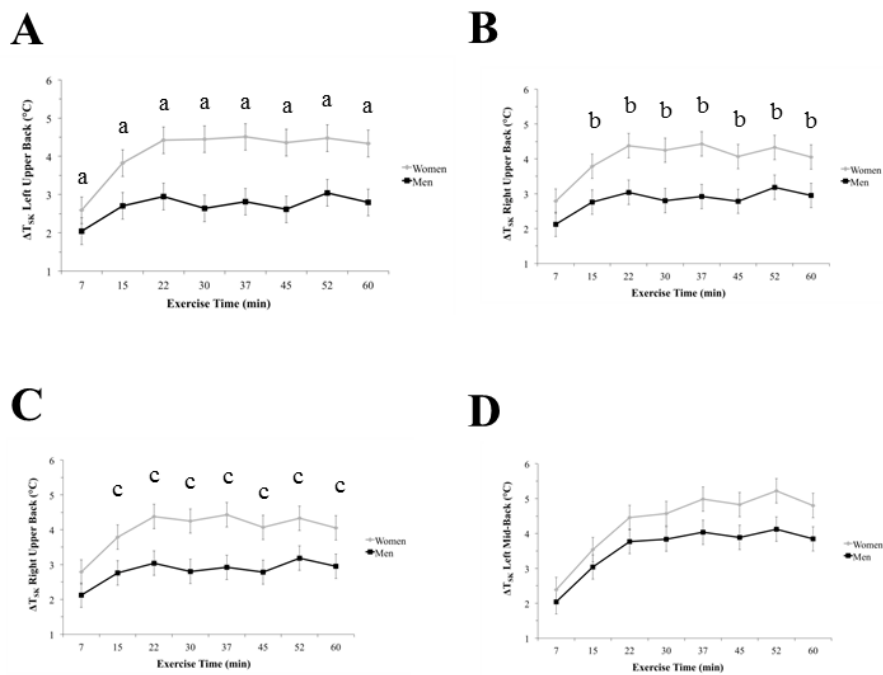 A
6
5
4
3
2
1
ΔT_SK Left Upper Back (°C)
a a a a a a a a
7 15 22 30 37 45 52 60
Exercise Time (min)
Women
Men
B
6
5
4
3
2
1
ΔT_SK Right Upper Back (°C)
b b b b b b b
7 15 22 30 37 45 52 60
Exercise Time (min)
Women
Men
C
6
5
4
3
2
1
ΔT_SK Right Upper Back (°C)
c c c c c c c
7 15 22 30 37 45 52 60
Exercise Time (min)
Women
Men
D
6
5
4
3
2
1
ΔT_SK Left Mid-Back (°C)
7 15 22 30 37 45 52 60
Exercise Time (min)
Women
Men